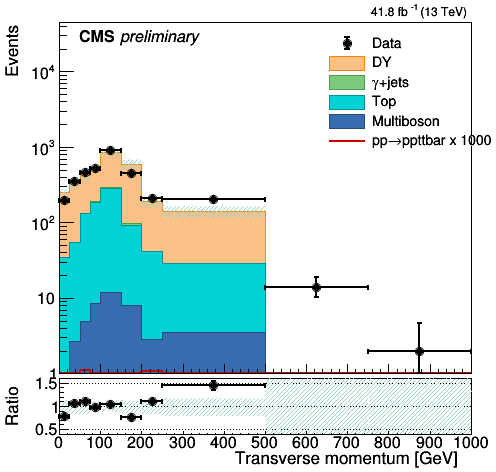 41.8 fb⁻¹ (13 TeV)
CMS preliminary
Events
10⁴
10³
10²
10
1
Data
DY
γ+jets
Top
Multiboson
pp→ppttbar x 1000
Ratio
1.5
1
0.5
0 100 200 300 400 500 600 700 800 900 1000
Transverse momentum [GeV]